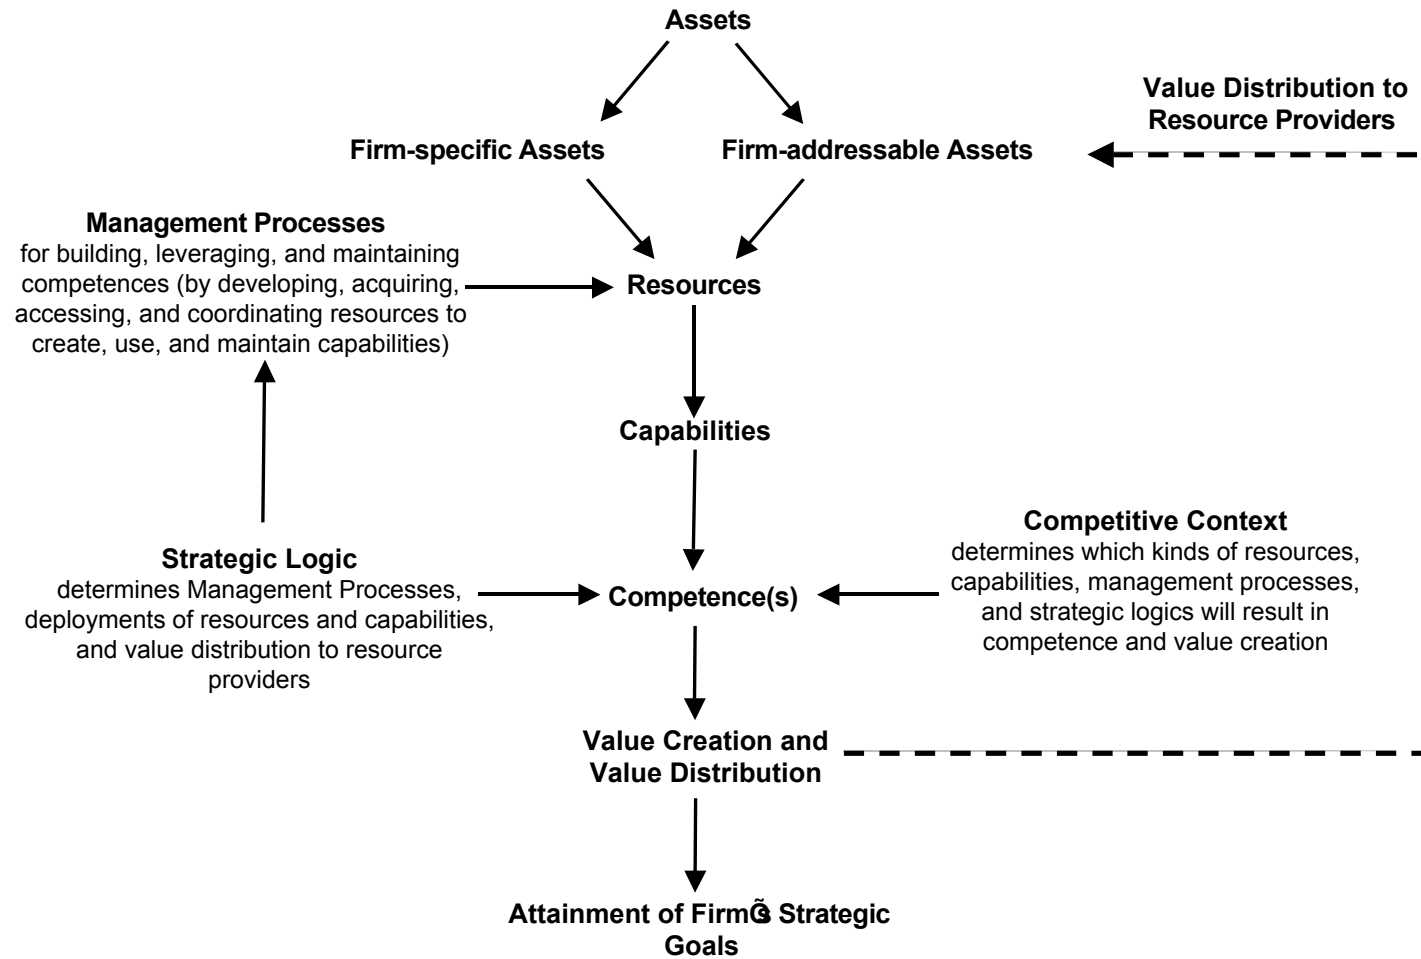 Assets
Value Distribution to
Resource Providers
Firm-specific Assets
Firm-addressable Assets
Management Processes
for building, leveraging, and maintaining
competences (by developing, acquiring,
accessing, and coordinating resources to
create, use, and maintain capabilities)
Resources
Capabilities
Strategic Logic
determines Management Processes,
deployments of resources and capabilities,
and value distribution to resource
providers
Competence(s)
Competitive Context
determines which kinds of resources,
capabilities, management processes,
and strategic logics will result in
competence and value creation
Value Creation and
Value Distribution
Attainment of FirmÕs Strategic
Goals